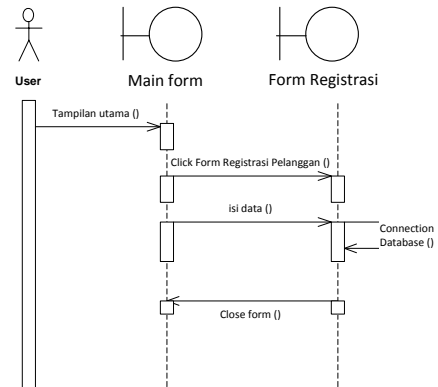 User
Main form
Form Registrasi
Tampilan utama ()
Click Form Registrasi Pelanggan ()
isi data ()
Connection
Database ()
Close form ()